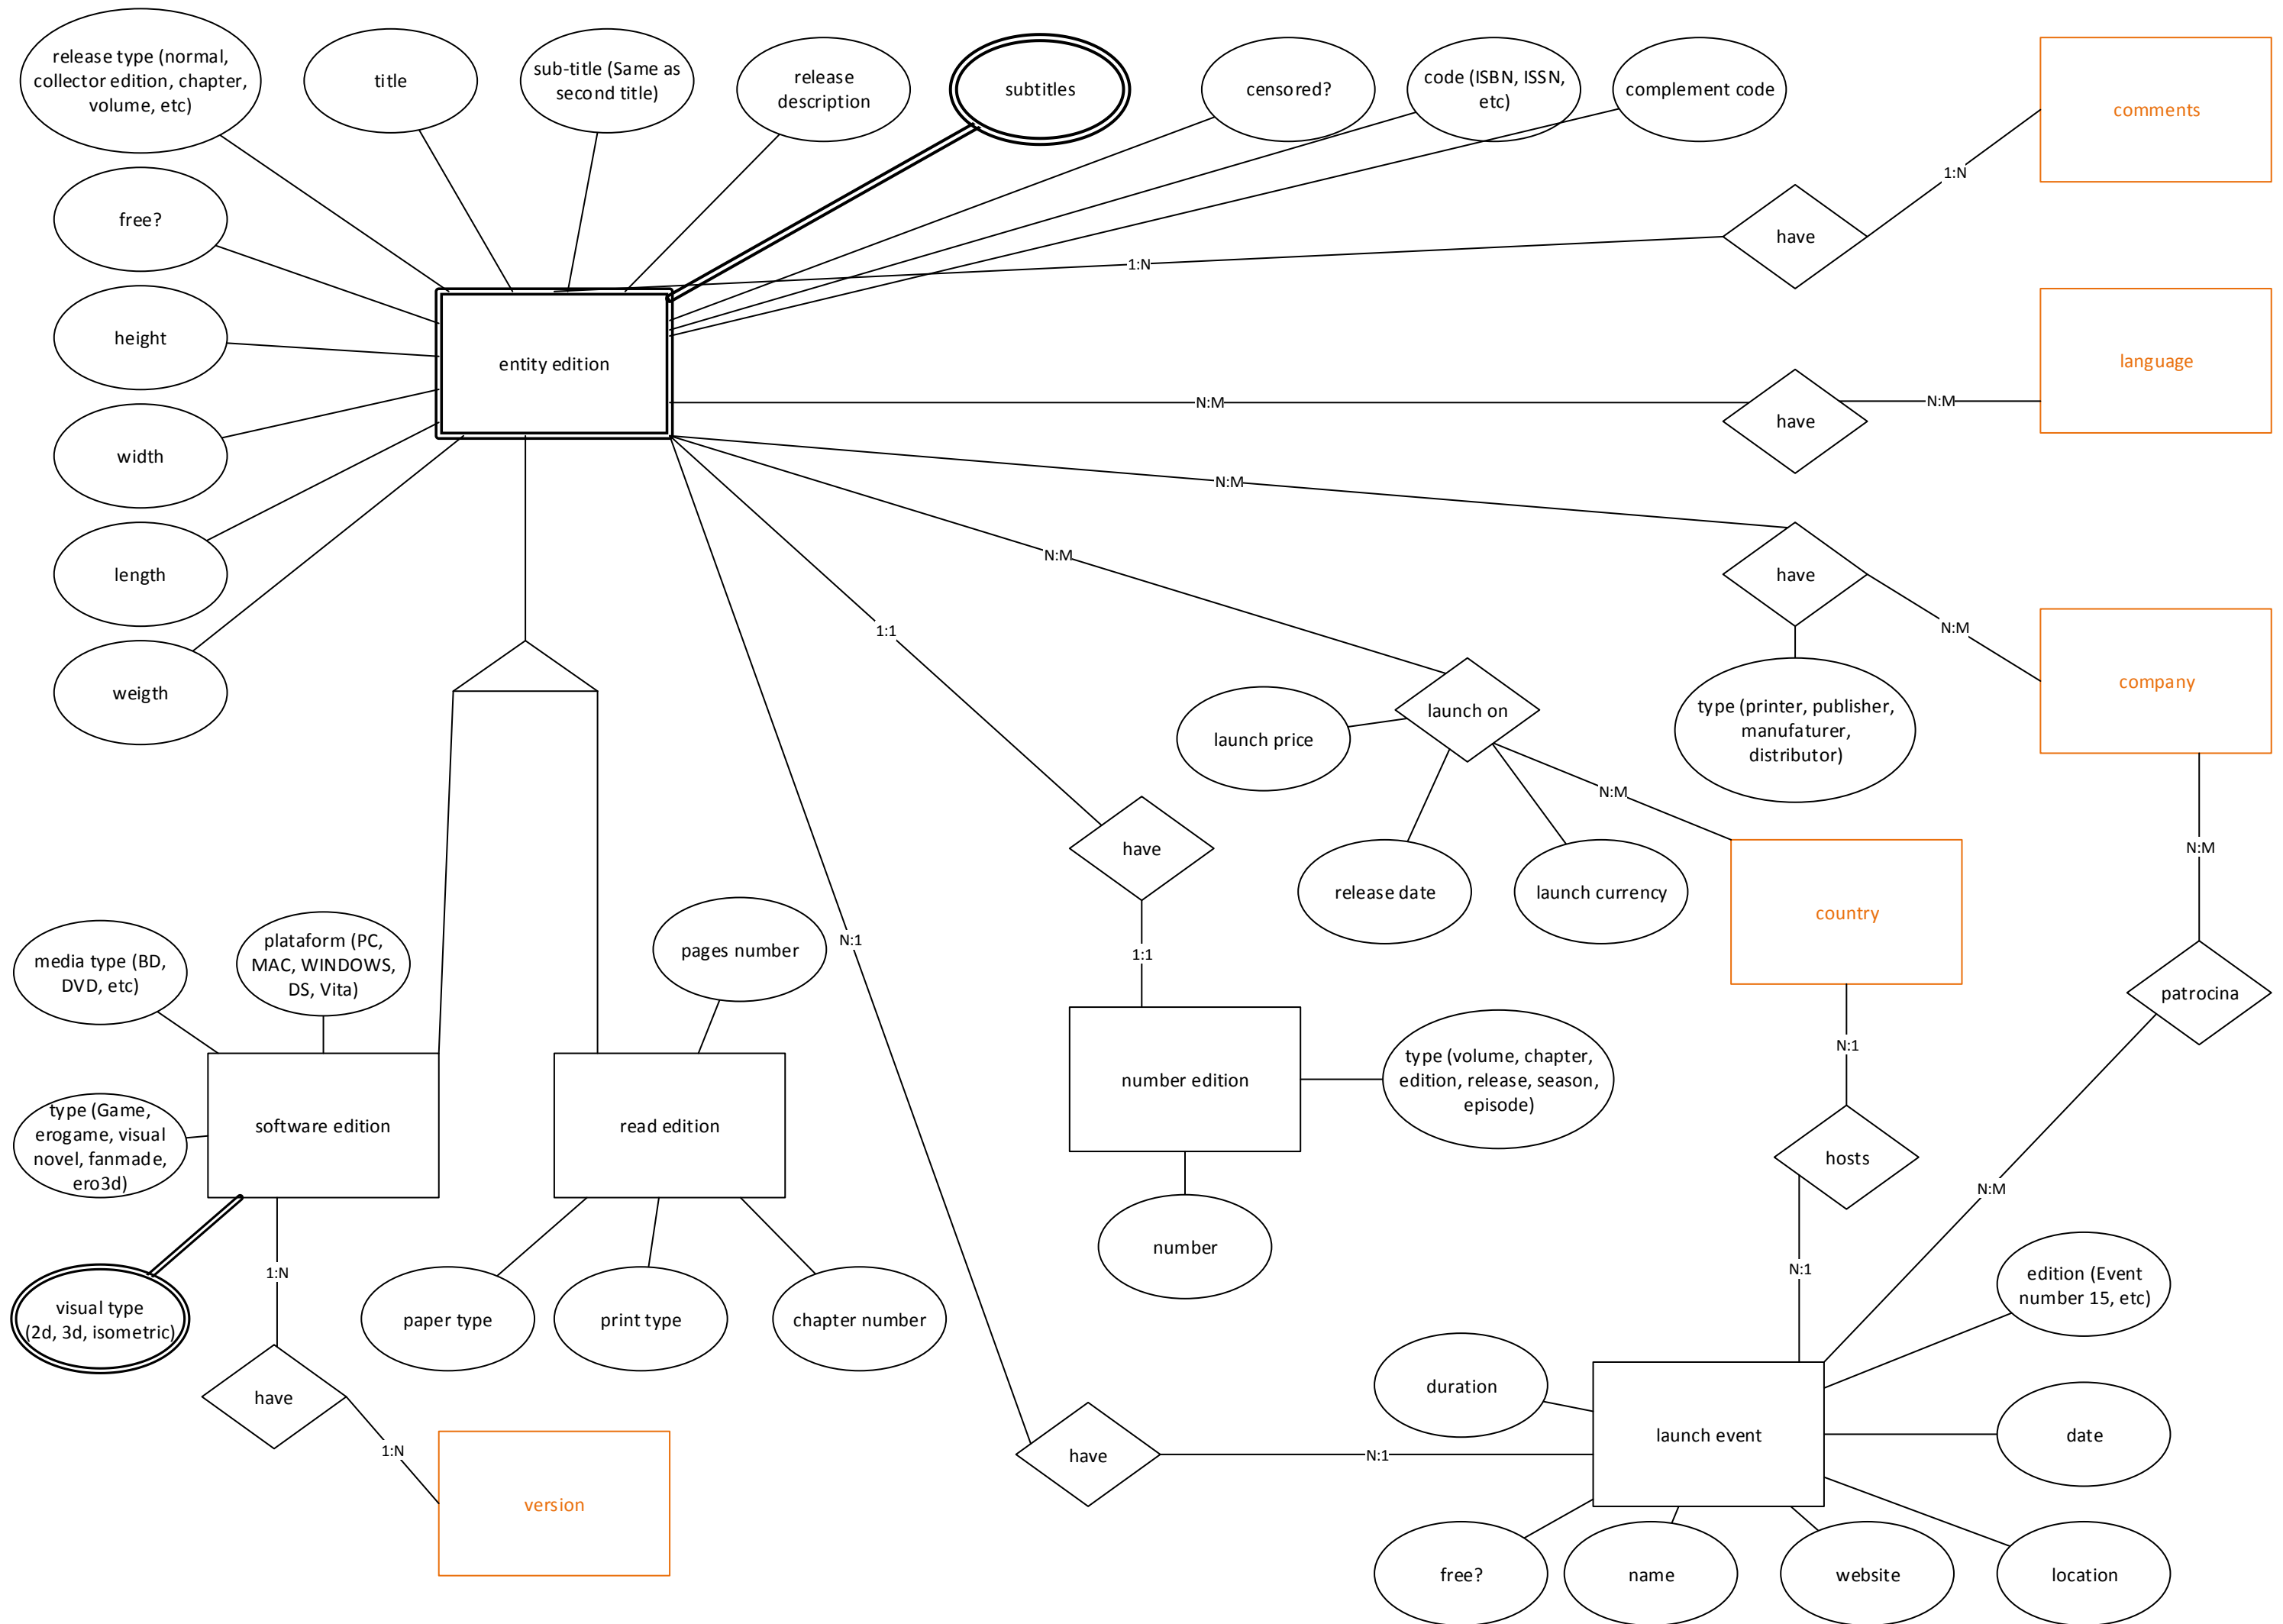 release type (normal,
collector edition, chapter,
volume, etc)
title
sub-title (Same as
second title)
release
description
subtitles
censored?
code (ISBN, ISSN,
etc)
complement code
comments
1:N
free?
have
1:N
height
entity edition
language
N:M
N:M
have
width
N:M
N:M
length
have
1:1
N:M
weigth
company
launch on
type (printer, publisher,
manufaturer,
distributor)
launch price
N:M
have
N:M
release date
launch currency
country
pages number
N:1
plataform (PC,
MAC, WINDOWS,
DS, Vita)
media type (BD,
DVD, etc)
1:1
patrocina
N:1
type (Game,
erogame, visual
novel, fanmade,
ero3d)
software edition
read edition
number edition
type (volume, chapter,
edition, release, season,
episode)
hosts
N:M
number
1:N
N:1
edition (Event
number 15, etc)
visual type
(2d, 3d, isometric)
paper type
print type
chapter number
duration
have
launch event
date
1:N
have
N:1
version
free?
name
website
location